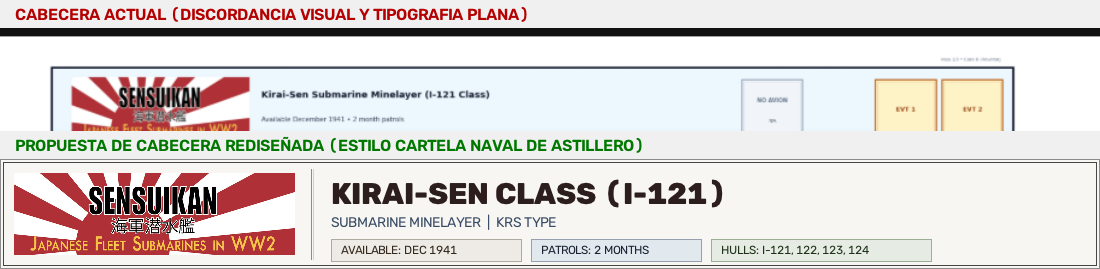 CABECERA ACTUAL (DISCORDANCIA VISUAL Y TIPOGRAFIA PLANA)
SENSUIKAN
海軍潜水艦
JAPANESE FLEET SUBMARINES IN WW2
Kirai-Sen Submarine Minelayer (I-121 Class)
Available December 1941 • 2 month patrols
NO AVION
EVT 1
EVT 2
PROPUESTA DE CABECERA REDISEÑADA (ESTILO CARTELA NAVAL DE ASTILLERO)
SENSUIKAN
海軍潜水艦
JAPANESE FLEET SUBMARINES IN WW2
KIRAI-SEN CLASS (I-121)
SUBMARINE MINELAYER | KRS TYPE
AVAILABLE: DEC 1941
PATROLS: 2 MONTHS
HULLS: I-121, 122, 123, 124